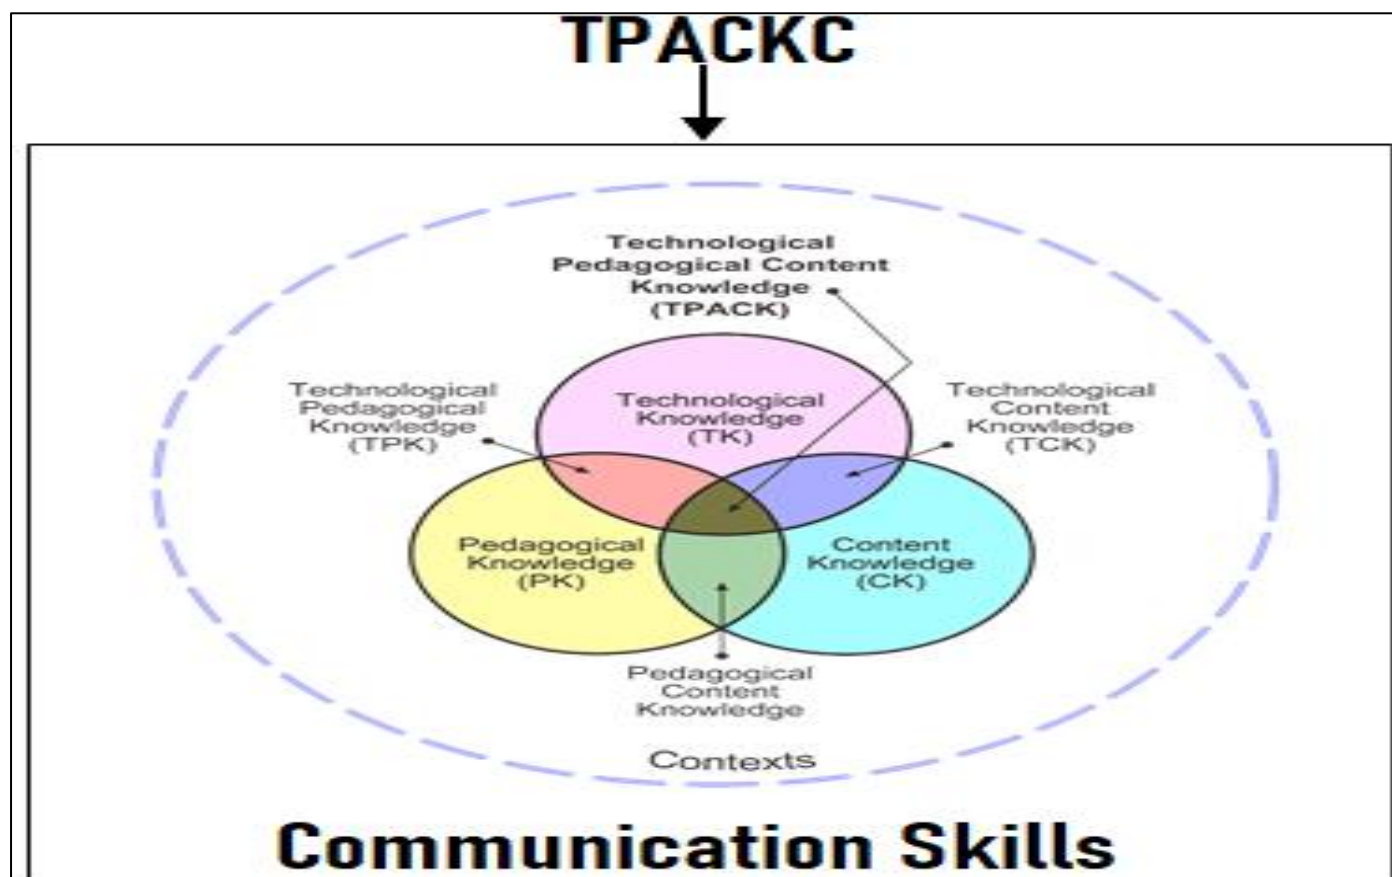 TPACKC
Technological
Pedagogical Content
Knowledge
(TPACK)
Technological
Pedagogical
Knowledge
(TPK)
Technological
Knowledge
(TK)
Technological
Content
Knowledge
(TCK)
Pedagogical
Knowledge
(PK)
Content
Knowledge
(CK)
Pedagogical
Content
Knowledge
Contexts
Communication Skills